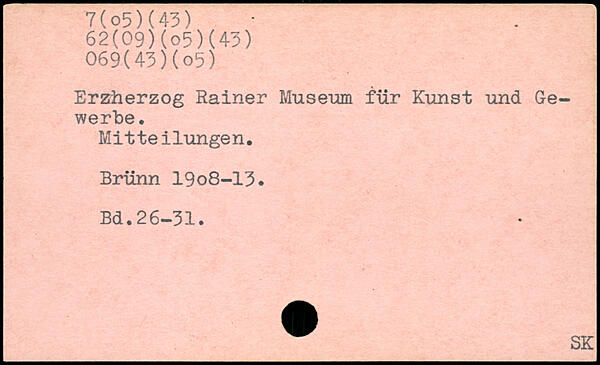 7(o5)(43)
62(09)(o5)(43)
069(43)(o5)
Erzherzog Rainer Museum für Kunst und Ge-
werbe.
Mitteilungen.
Brünn 19o8-13.
Bd.26-31.
SK